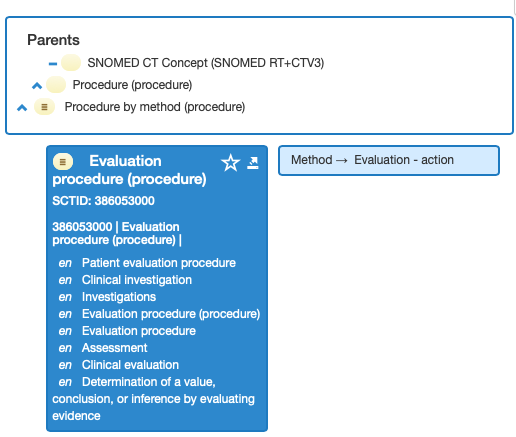 Parents
SNOMED CT Concept (SNOMED RT+CTV3)
Procedure (procedure)
Procedure by method (procedure)
Evaluation
procedure (procedure)
SCTID: 386053000
386053000 | Evaluation
procedure (procedure) |
en Patient evaluation procedure
en Clinical investigation
en Investigations
en Evaluation procedure (procedure)
en Evaluation procedure
en Assessment
en Clinical evaluation
en Determination of a value,
conclusion, or inference by evaluating
evidence
Method → Evaluation - action